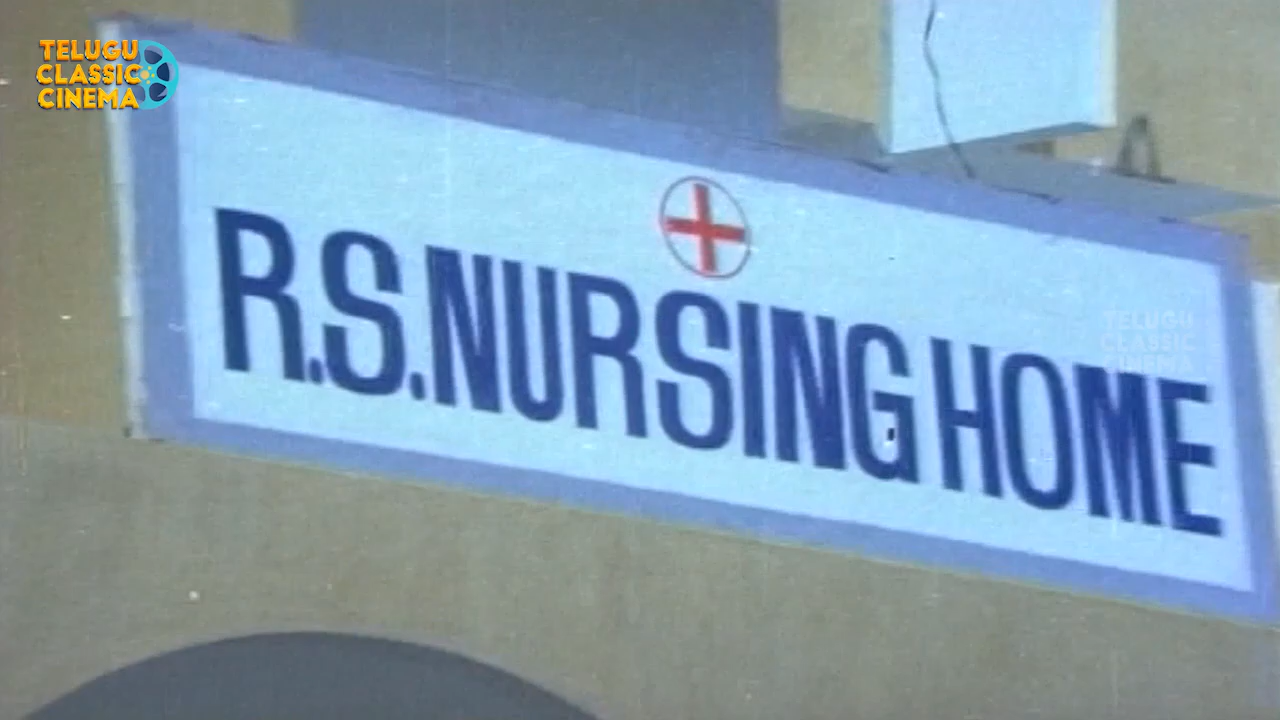 TELUGU
CLASSIC
CINEMA
R.S.NURSING HOME
TELUGU
CLASSIC
CINEMA